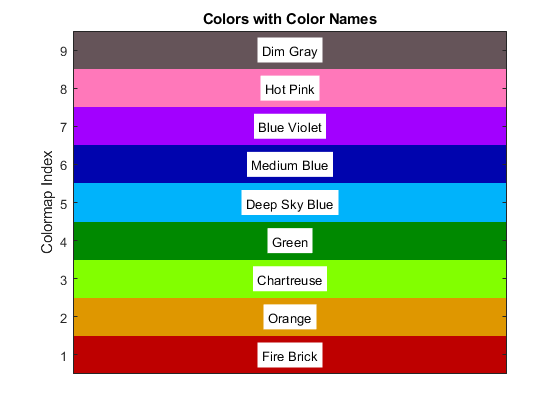 Colors with Color Names
Colormap Index
9
Dim Gray
8
Hot Pink
7
Blue Violet
6
Medium Blue
5
Deep Sky Blue
4
Green
3
Chartreuse
2
Orange
1
Fire Brick